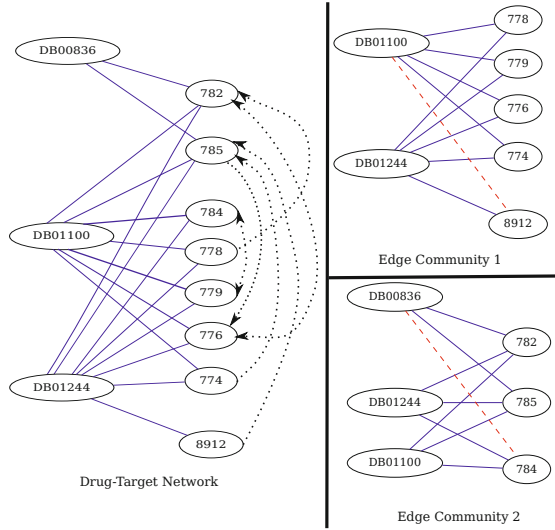 DB00836
782
785
784
DB01100
778
779
776
774
DB01244
8912
Drug-Target Network
778
DB01100
779
776
DB01244
774
8912
Edge Community 1
DB00836
782
DB01244
785
DB01100
784
Edge Community 2